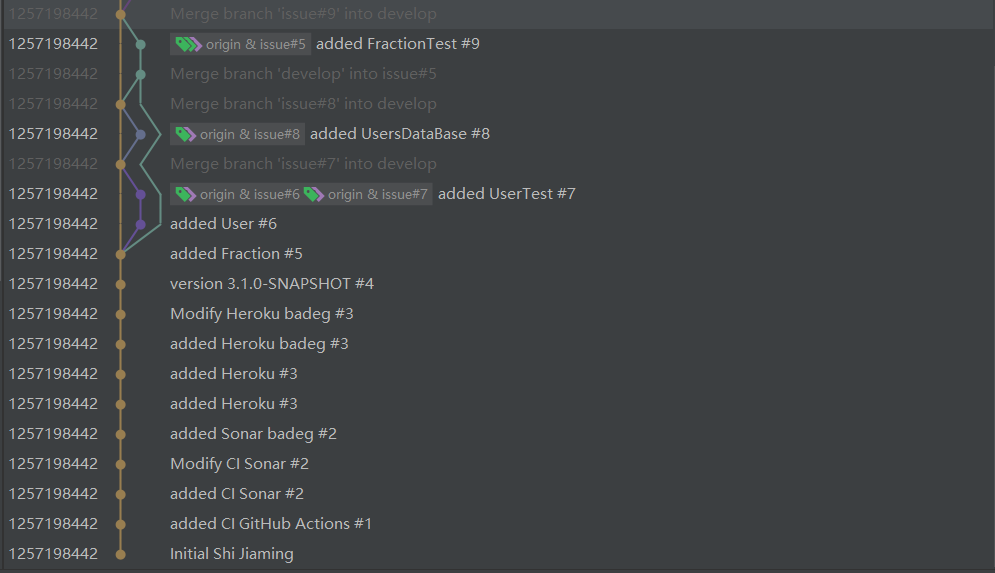 1257198442 Merge branch 'issue#9' into develop
1257198442 origin & issue#5 added FractionTest #9
1257198442 Merge branch 'develop' into issue#5
1257198442 Merge branch 'issue#8' into develop
1257198442 origin & issue#8 added UsersDataBase #8
1257198442 Merge branch 'issue#7' into develop
1257198442 origin & issue#6 origin & issue#7 added UserTest #7
1257198442 added User #6
1257198442 added Fraction #5
1257198442 version 3.1.0-SNAPSHOT #4
1257198442 Modify Heroku badeg #3
1257198442 added Heroku badeg #3
1257198442 added Heroku #3
1257198442 added Heroku #3
1257198442 added Sonar badeg #2
1257198442 Modify CI Sonar #2
1257198442 added CI Sonar #2
1257198442 added CI GitHub Actions #1
1257198442 Initial Shi Jiaming